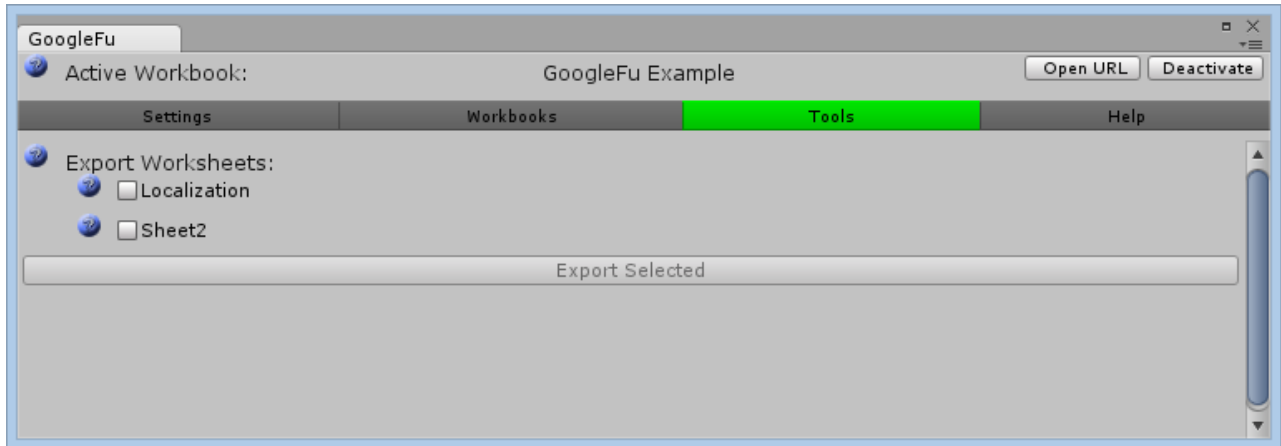 GoogleFu
Active Workbook: GoogleFu Example Open URL Deactivate
Settings Workbooks Tools Help
Export Worksheets:
Localization
Sheet2
Export Selected